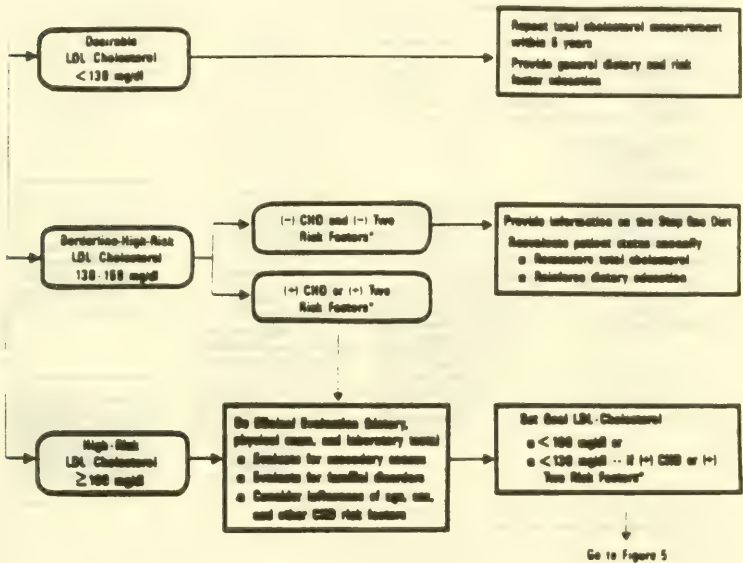 Desirable
LDL Cholesterol
< 130 mg/dl
Repeat total cholesterol measurement
within 5 years
Provide general dietary and risk
factor education
Borderline-High-Risk
LDL Cholesterol
130 - 159 mg/dl
(−) CHD and (−) Two
Risk Factors*
(+) CHD or (+) Two
Risk Factors*
Provide information on the Step One Diet
Reevaluate patient status annually
Remeasure total cholesterol
Reinforce dietary education
High-Risk
LDL Cholesterol
≥160 mg/dl
Do Clinical Evaluation (history,
physical exam, and laboratory tests)
Evaluate for secondary causes
Evaluate for familial disorders
Consider influences of age, sex,
and other CHD risk factors
Set Goal LDL-Cholesterol
< 160 mg/dl or
< 130 mg/dl -- if (+) CHD or (+)
Two Risk Factors*
Go to Figure 5